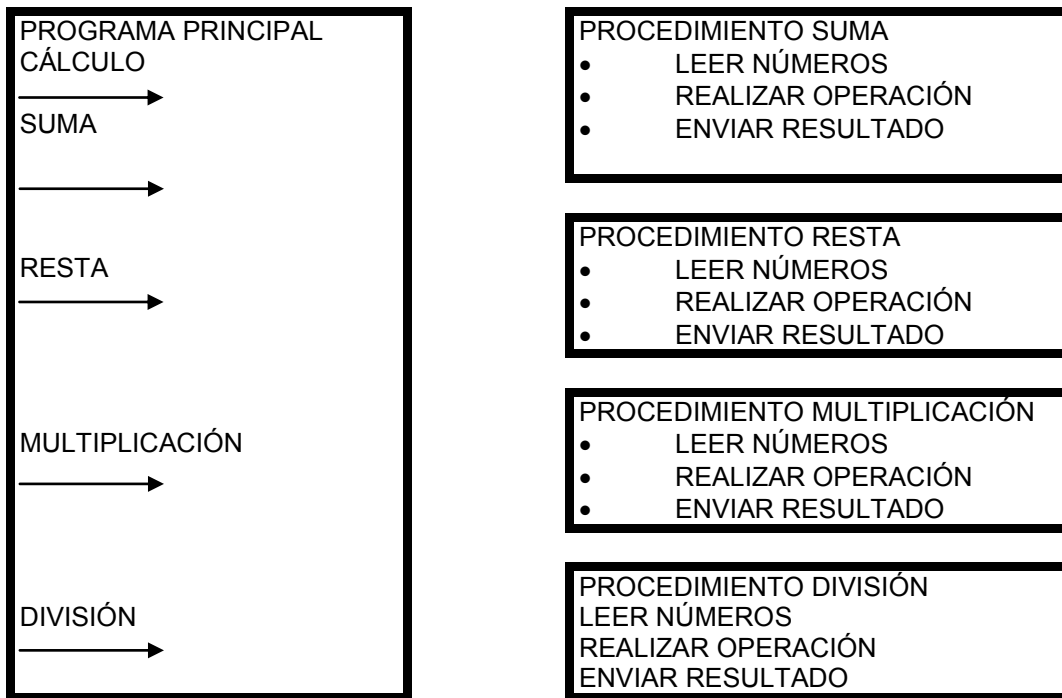 PROGRAMA PRINCIPAL
CÁLCULO
SUMA
RESTA
MULTIPLICACIÓN
DIVISIÓN
PROCEDIMIENTO SUMA
• LEER NÚMEROS
• REALIZAR OPERACIÓN
• ENVIAR RESULTADO
PROCEDIMIENTO RESTA
• LEER NÚMEROS
• REALIZAR OPERACIÓN
• ENVIAR RESULTADO
PROCEDIMIENTO MULTIPLICACIÓN
• LEER NÚMEROS
• REALIZAR OPERACIÓN
• ENVIAR RESULTADO
PROCEDIMIENTO DIVISIÓN
LEER NÚMEROS
REALIZAR OPERACIÓN
ENVIAR RESULTADO